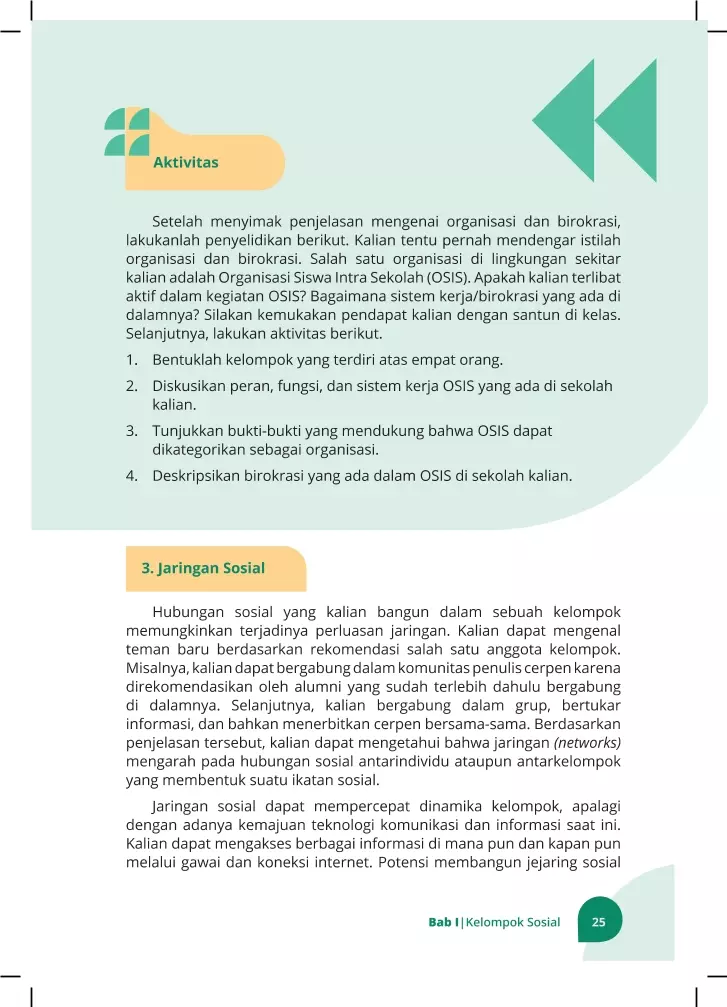 Aktivitas
Setelah menyimak penjelasan mengenai organisasi dan birokrasi,
lakukanlah penyelidikan berikut. Kalian tentu pernah mendengar istilah
organisasi dan birokrasi. Salah satu organisasi di lingkungan sekitar
kalian adalah Organisasi Siswa Intra Sekolah (OSIS). Apakah kalian terlibat
aktif dalam kegiatan OSIS? Bagaimana sistem kerja/birokrasi yang ada di
dalamnya? Silakan kemukakan pendapat kalian dengan santun di kelas.
Selanjutnya, lakukan aktivitas berikut.
1. Bentuklah kelompok yang terdiri atas empat orang.
2. Diskusikan peran, fungsi, dan sistem kerja OSIS yang ada di sekolah
kalian.
3. Tunjukkan bukti-bukti yang mendukung bahwa OSIS dapat
dikategorikan sebagai organisasi.
4. Deskripsikan birokrasi yang ada dalam OSIS di sekolah kalian.
3. Jaringan Sosial
Hubungan sosial yang kalian bangun dalam sebuah kelompok
memungkinkan terjadinya perluasan jaringan. Kalian dapat mengenal
teman baru berdasarkan rekomendasi salah satu anggota kelompok.
Misalnya, kalian dapat bergabung dalam komunitas penulis cerpen karena
direkomendasikan oleh alumni yang sudah terlebih dahulu bergabung
di dalamnya. Selanjutnya, kalian bergabung dalam grup, bertukar
informasi, dan bahkan menerbitkan cerpen bersama-sama. Berdasarkan
penjelasan tersebut, kalian dapat mengetahui bahwa jaringan (networks)
mengarah pada hubungan sosial antarindividu ataupun antarkelompok
yang membentuk suatu ikatan sosial.
Jaringan sosial dapat mempercepat dinamika kelompok, apalagi
dengan adanya kemajuan teknologi komunikasi dan informasi saat ini.
Kalian dapat mengakses berbagai informasi di mana pun dan kapan pun
melalui gawai dan koneksi internet. Potensi membangun jejaring sosial
Bab I|Kelompok Sosial 25